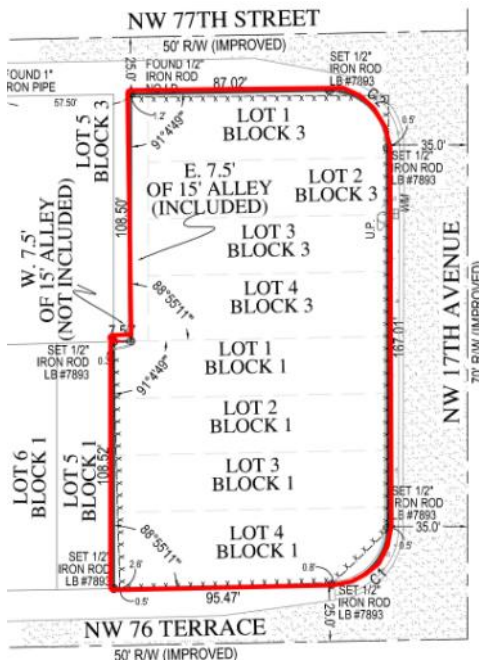 NW 77TH STREET
50' R/W (IMPROVED)
25.0'
FOUND 1/2"
IRON ROD
87.02'
SET 1/2"
IRON ROD
LB #7893
C2
FOUND 1"
RON PIPE
57.50'
LOT 5
BLOCK 3
1.2'
91°4'49"
LOT 1
BLOCK 3
0.5'
35.0'
SET 1/2"
IRON ROD
LB #7893
E. 7.5'
OF 15' ALLEY
(INCLUDED)
LOT 2
BLOCK 3
108.50'
W. 7.5'
OF 15' ALLEY
(NOT INCLUDED)
LOT 3
BLOCK 3
U.P.
WM
LOT 4
BLOCK 3
88°55'11"
NW 17TH AVENUE
70' R/W (IMPROVED)
167.01'
SET 1/2"
IRON ROD
LB #7893
LOT 1
BLOCK 1
91°4'49"
LOT 2
BLOCK 1
108.52'
LOT 6
BLOCK 1
LOT 5
BLOCK 1
LOT 3
BLOCK 1
SET 1/2"
IRON ROD
LB #7893
35.0'
0.5'
88°55'11"
LOT 4
BLOCK 1
SET 1/2"
IRON ROD
LB #7893
2.6'
0.5'
95.47'
0.8'
C1
SET 1/2"
IRON ROD
LB #7893
25.0'
NW 76 TERRACE
50' R/W (IMPROVED)